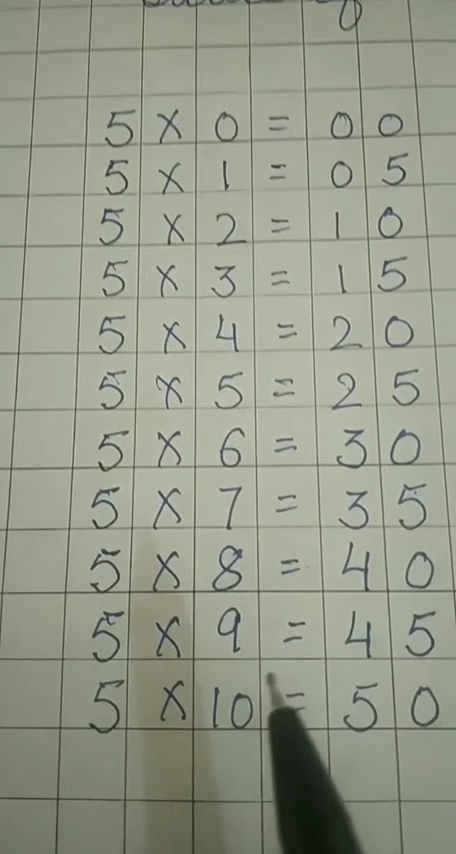 5 × 0 = 00
5 × 1 = 05
5 × 2 = 10
5 × 3 = 15
5 × 4 = 20
5 × 5 = 25
5 × 6 = 30
5 × 7 = 35
5 × 8 = 40
5 × 9 = 45
5 × 10 = 50